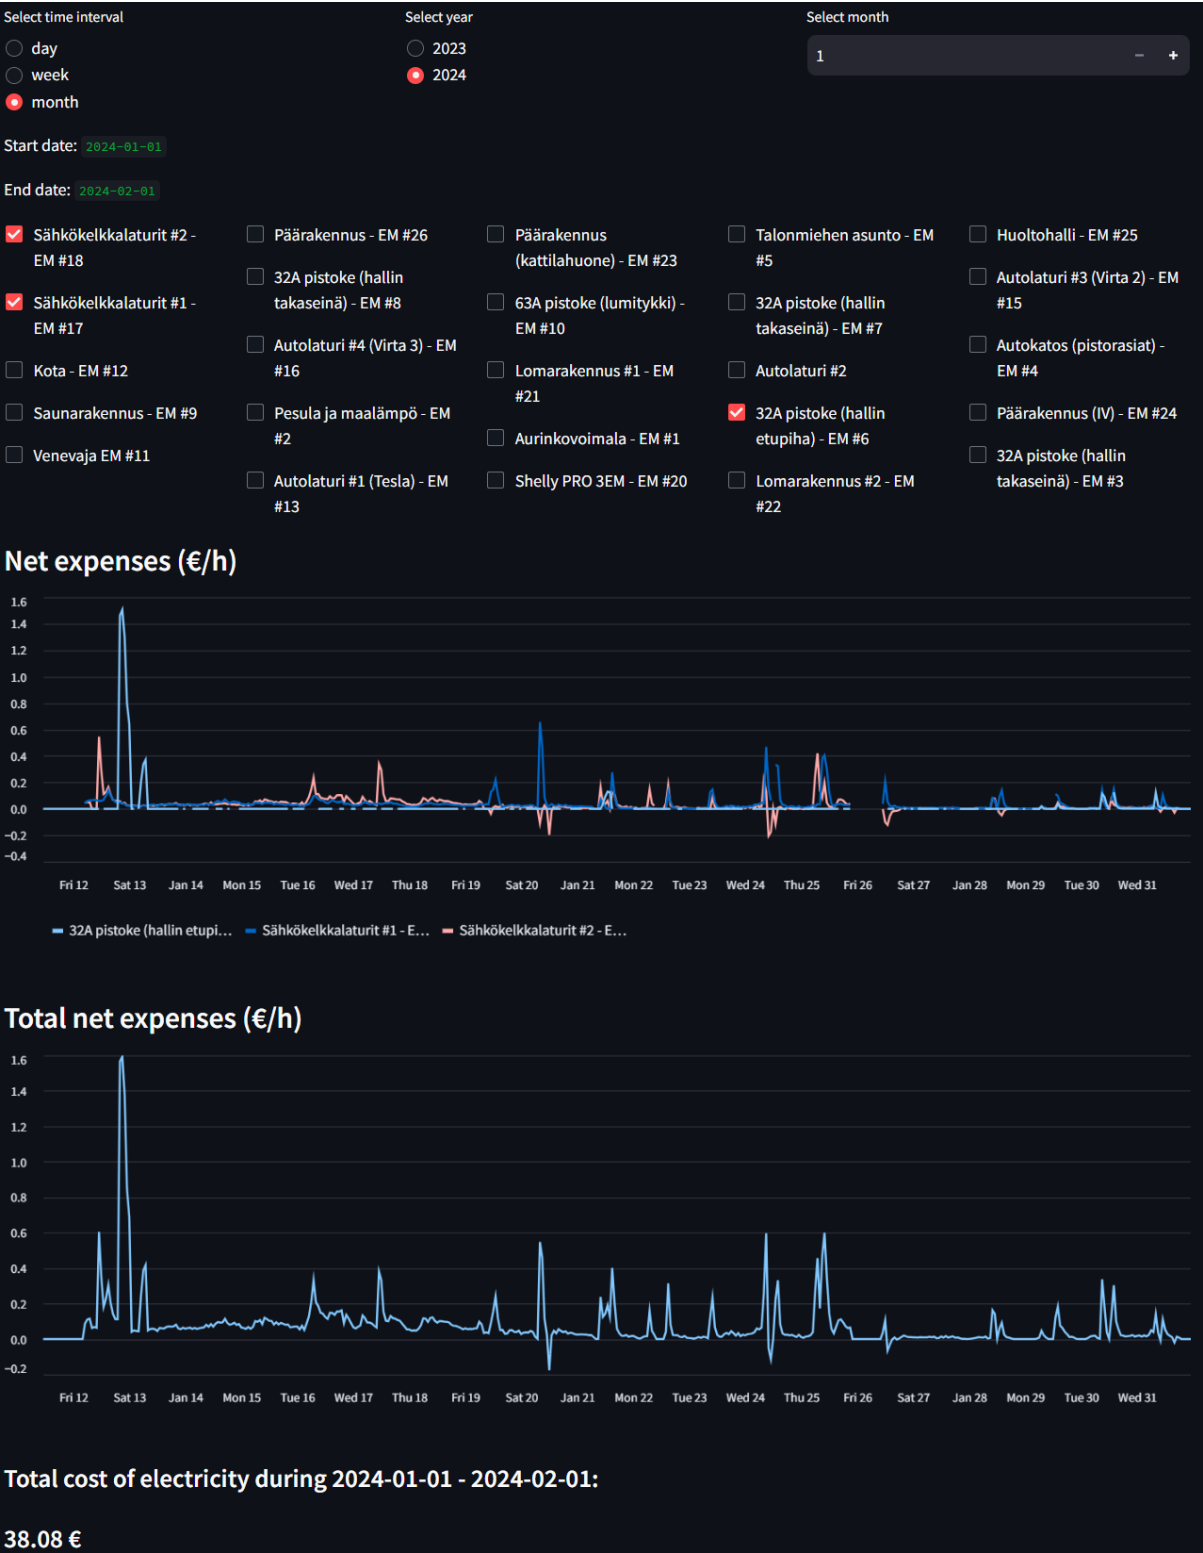 Select time interval
day
week
month
Select year
2023
2024
Select month
1
Start date: 2024-01-01
End date: 2024-02-01
Sähkökelkkalaturit #2 -
EM #18
Sähkökelkkalaturit #1 -
EM #17
Kota - EM #12
Saunarakennus - EM #9
Venevaja EM #11
Päärakennus - EM #26
32A pistoke (hallin
takaseinä) - EM #8
Autolaturi #4 (Virta 3) - EM
#16
Pesula ja maalämpö - EM
#2
Autolaturi #1 (Tesla) - EM
#13
Päärakennus
(kattilahuone) - EM #23
63A pistoke (lumitykki) -
EM #10
Lomarakennus #1 - EM
#21
Aurinkovoimala - EM #1
Shelly PRO 3EM - EM #20
Talonmiehen asunto - EM
#5
32A pistoke (hallin
takaseinä) - EM #7
Autolaturi #2
32A pistoke (hallin
etupiha) - EM #6
Lomarakennus #2 - EM
#22
Huoltohalli - EM #25
Autolaturi #3 (Virta 2) - EM
#15
Autokatos (pistorasiat) -
EM #4
Päärakennus (IV) - EM #24
32A pistoke (hallin
takaseinä) - EM #3
Net expenses (€/h)
1.6
1.4
1.2
1.0
0.8
0.6
0.4
0.2
0.0
−0.2
−0.4
Fri 12 Sat 13 Jan 14 Mon 15 Tue 16 Wed 17 Thu 18 Fri 19 Sat 20 Jan 21 Mon 22 Tue 23 Wed 24 Thu 25 Fri 26 Sat 27 Jan 28 Mon 29 Tue 30 Wed 31
32A pistoke (hallin etupi… Sähkökelkkalaturit #1 - E… Sähkökelkkalaturit #2 - E…
Total net expenses (€/h)
1.6
1.4
1.2
1.0
0.8
0.6
0.4
0.2
0.0
−0.2
Fri 12 Sat 13 Jan 14 Mon 15 Tue 16 Wed 17 Thu 18 Fri 19 Sat 20 Jan 21 Mon 22 Tue 23 Wed 24 Thu 25 Fri 26 Sat 27 Jan 28 Mon 29 Tue 30 Wed 31
Total cost of electricity during 2024-01-01 - 2024-02-01:
38.08 €